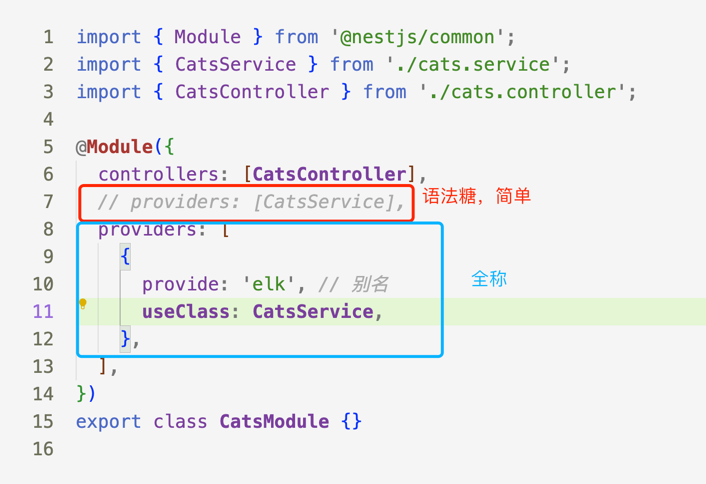 1 import { Module } from '@nestjs/common';
2 import { CatsService } from './cats.service';
3 import { CatsController } from './cats.controller';
4
5 @Module({
6 controllers: [CatsController],
7 // providers: [CatsService], 语法糖，简单
8 providers: [
9 {
10 provide: 'elk', // 别名 全称
11 useClass: CatsService,
12 },
13 ],
14 })
15 export class CatsModule {}
16